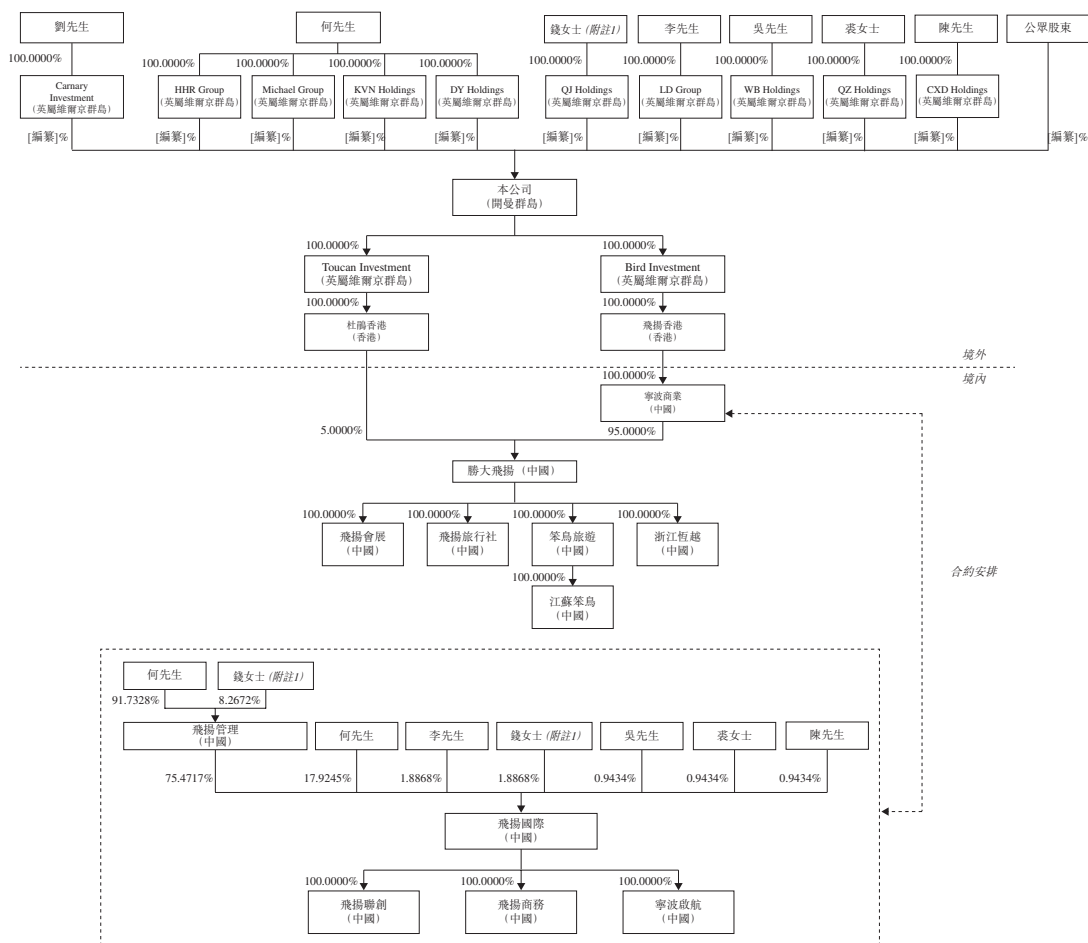 劉先生
何先生
錢女士 (附註1)
李先生
吳先生
裘女士
陳先生
公眾股東
100.0000%
100.0000%
100.0000%
100.0000%
100.0000%
100.0000%
100.0000%
100.0000%
100.0000%
100.0000%
Carnary
Investment
(英屬維爾京群島)
HHR Group
(英屬維爾京群島)
Michael Group
(英屬維爾京群島)
KVN Holdings
(英屬維爾京群島)
DY Holdings
(英屬維爾京群島)
QJ Holdings
(英屬維爾京群島)
LD Group
(英屬維爾京群島)
WB Holdings
(英屬維爾京群島)
QZ Holdings
(英屬維爾京群島)
CXD Holdings
(英屬維爾京群島)
[編纂]%
[編纂]%
[編纂]%
[編纂]%
[編纂]%
[編纂]%
[編纂]%
[編纂]%
[編纂]%
[編纂]%
[編纂]%
本公司
(開曼群島)
100.0000%
100.0000%
Toucan Investment
(英屬維爾京群島)
Bird Investment
(英屬維爾京群島)
100.0000%
100.0000%
杜鵑香港
(香港)
飛揚香港
(香港)
境外
境內
100.0000%
寧波商業
(中國)
5.0000%
95.0000%
勝大飛揚 (中國)
100.0000%
100.0000%
100.0000%
100.0000%
飛揚會展
(中國)
飛揚旅行社
(中國)
笨鳥旅遊
(中國)
浙江恆越
(中國)
100.0000%
江蘇笨鳥
(中國)
合約安排
何先生
錢女士 (附註1)
91.7328%
8.2672%
飛揚管理
(中國)
何先生
李先生
錢女士 (附註1)
吳先生
裘女士
陳先生
75.4717%
17.9245%
1.8868%
1.8868%
0.9434%
0.9434%
0.9434%
飛揚國際
(中國)
100.0000%
100.0000%
100.0000%
飛揚聯創
(中國)
飛揚商務
(中國)
寧波啟航
(中國)